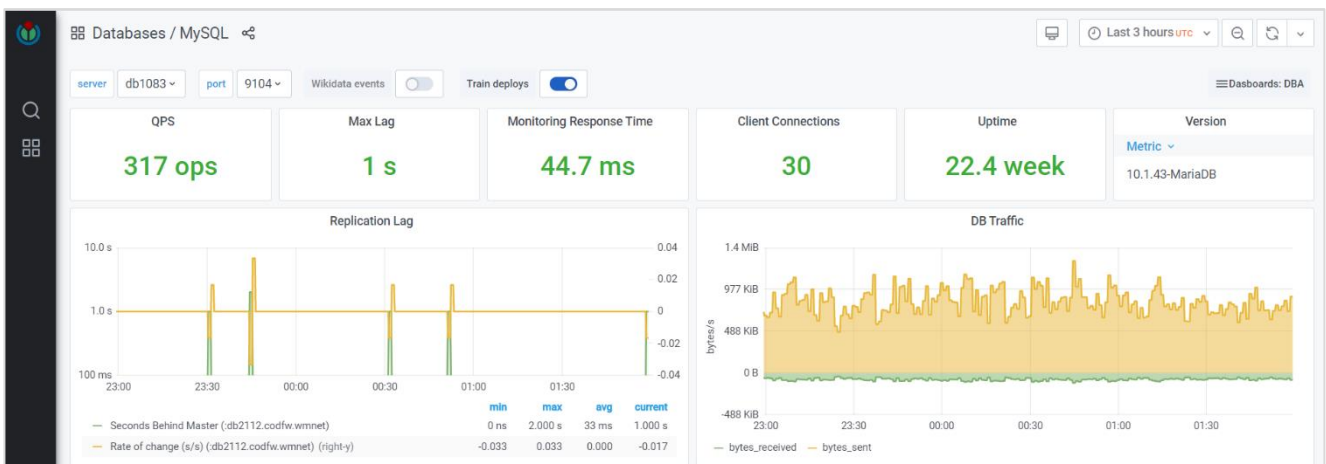 Databases / MySQL
Last 3 hours UTC
server db1083 port 9104 Wikidata events Train deploys Dasboards: DBA
QPS
317 ops
Max Lag
1 s
Monitoring Response Time
44.7 ms
Client Connections
30
Uptime
22.4 week
Version
Metric
10.1.43-MariaDB
Replication Lag
10.0 s
1.0 s
100 ms
0.04
0.02
0
-0.02
-0.04
23:00 23:30 00:00 00:30 01:00 01:30
min max avg current
Seconds Behind Master (:db2112.codfw.wmnet) 0 ns 2.000 s 33 ms 1.000 s
Rate of change (s/s) (:db2112.codfw.wmnet) (right-y) -0.033 0.033 0.000 -0.017
DB Traffic
bytes/s
1.4 MiB
977 KiB
488 KiB
0 B
-488 KiB
23:00 23:30 00:00 00:30 01:00 01:30
bytes_received bytes_sent